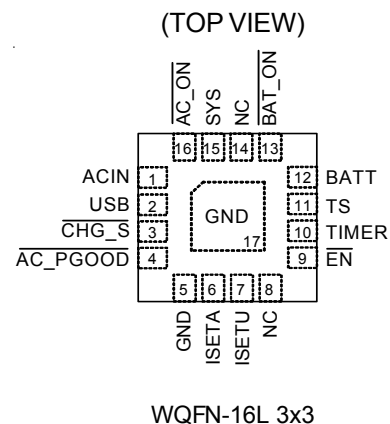 (TOP VIEW)
AC_ON
SYS
NC
BAT_ON
16 15 14 13
ACIN 1
USB 2
CHG_S 3
AC_PGOOD 4
GND
17
12 BATT
11 TS
10 TIMER
9 EN
5 6 7 8
GND
ISETA
ISETU
NC
WQFN-16L 3x3